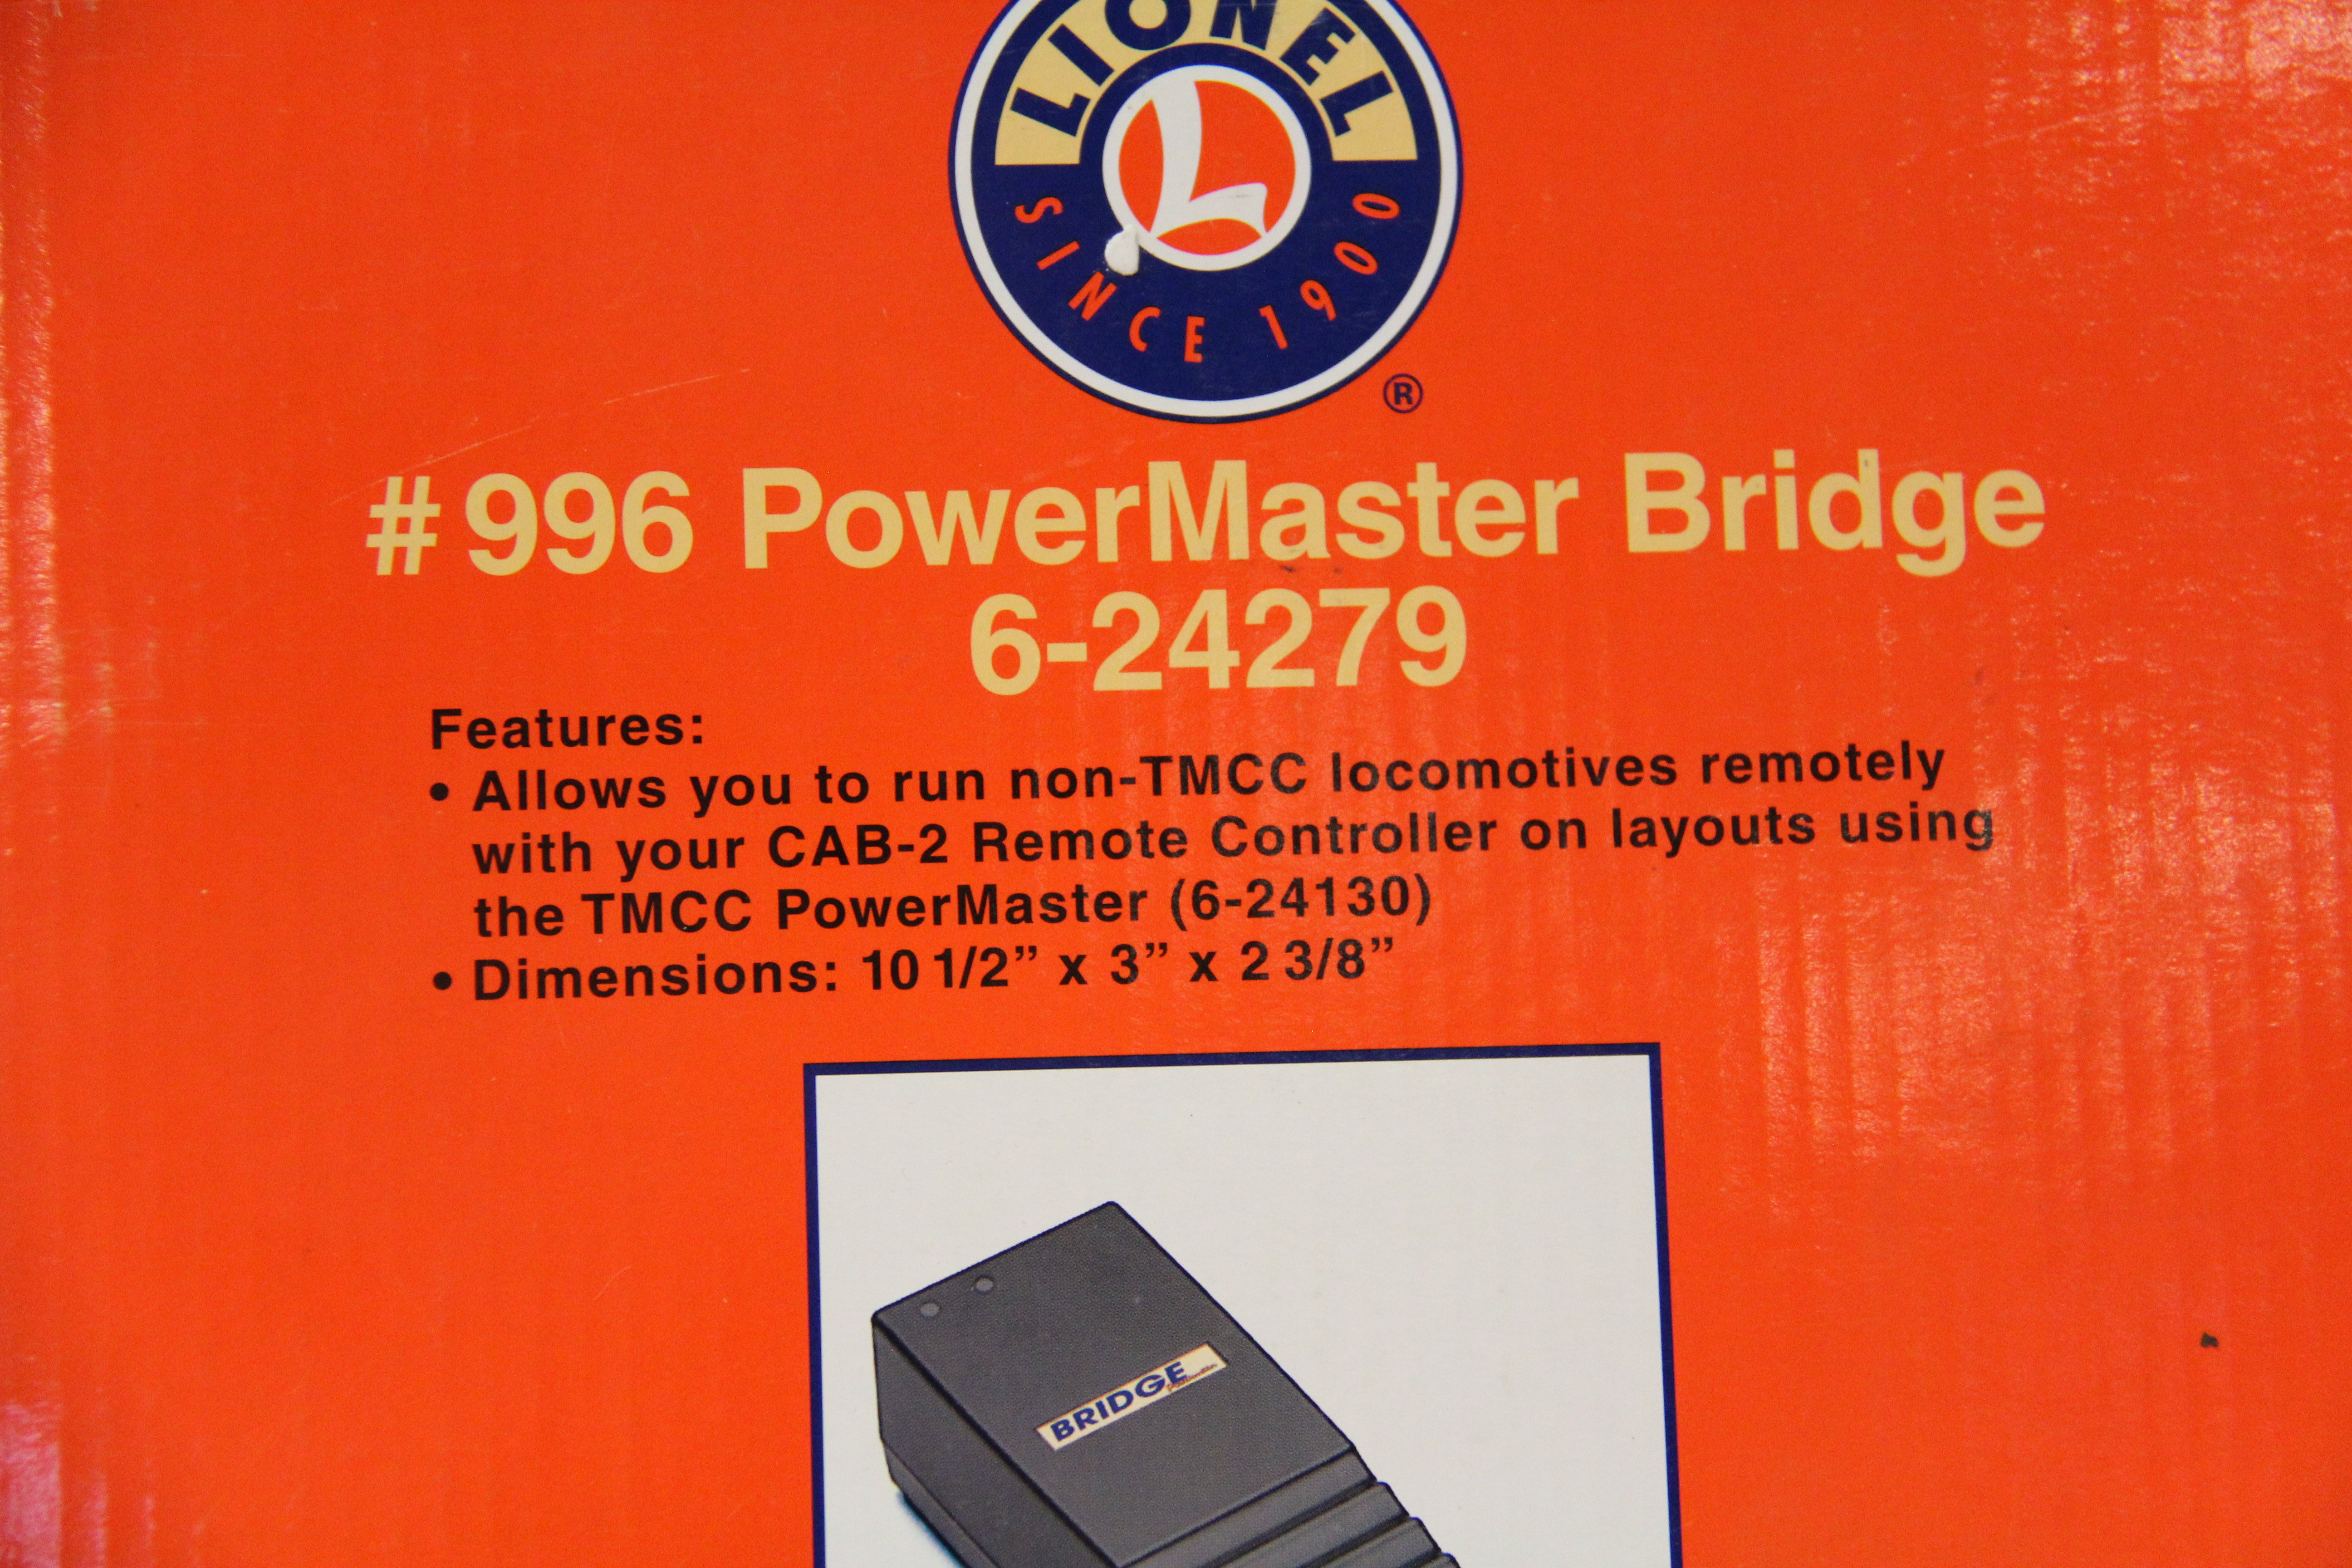 LIONEL
SINCE 1900
®
#996 PowerMaster Bridge
6-24279
Features:
• Allows you to run non-TMCC locomotives remotely
with your CAB-2 Remote Controller on layouts using
the TMCC PowerMaster (6-24130)
• Dimensions: 10 1/2” x 3” x 2 3/8”
BRIDGE